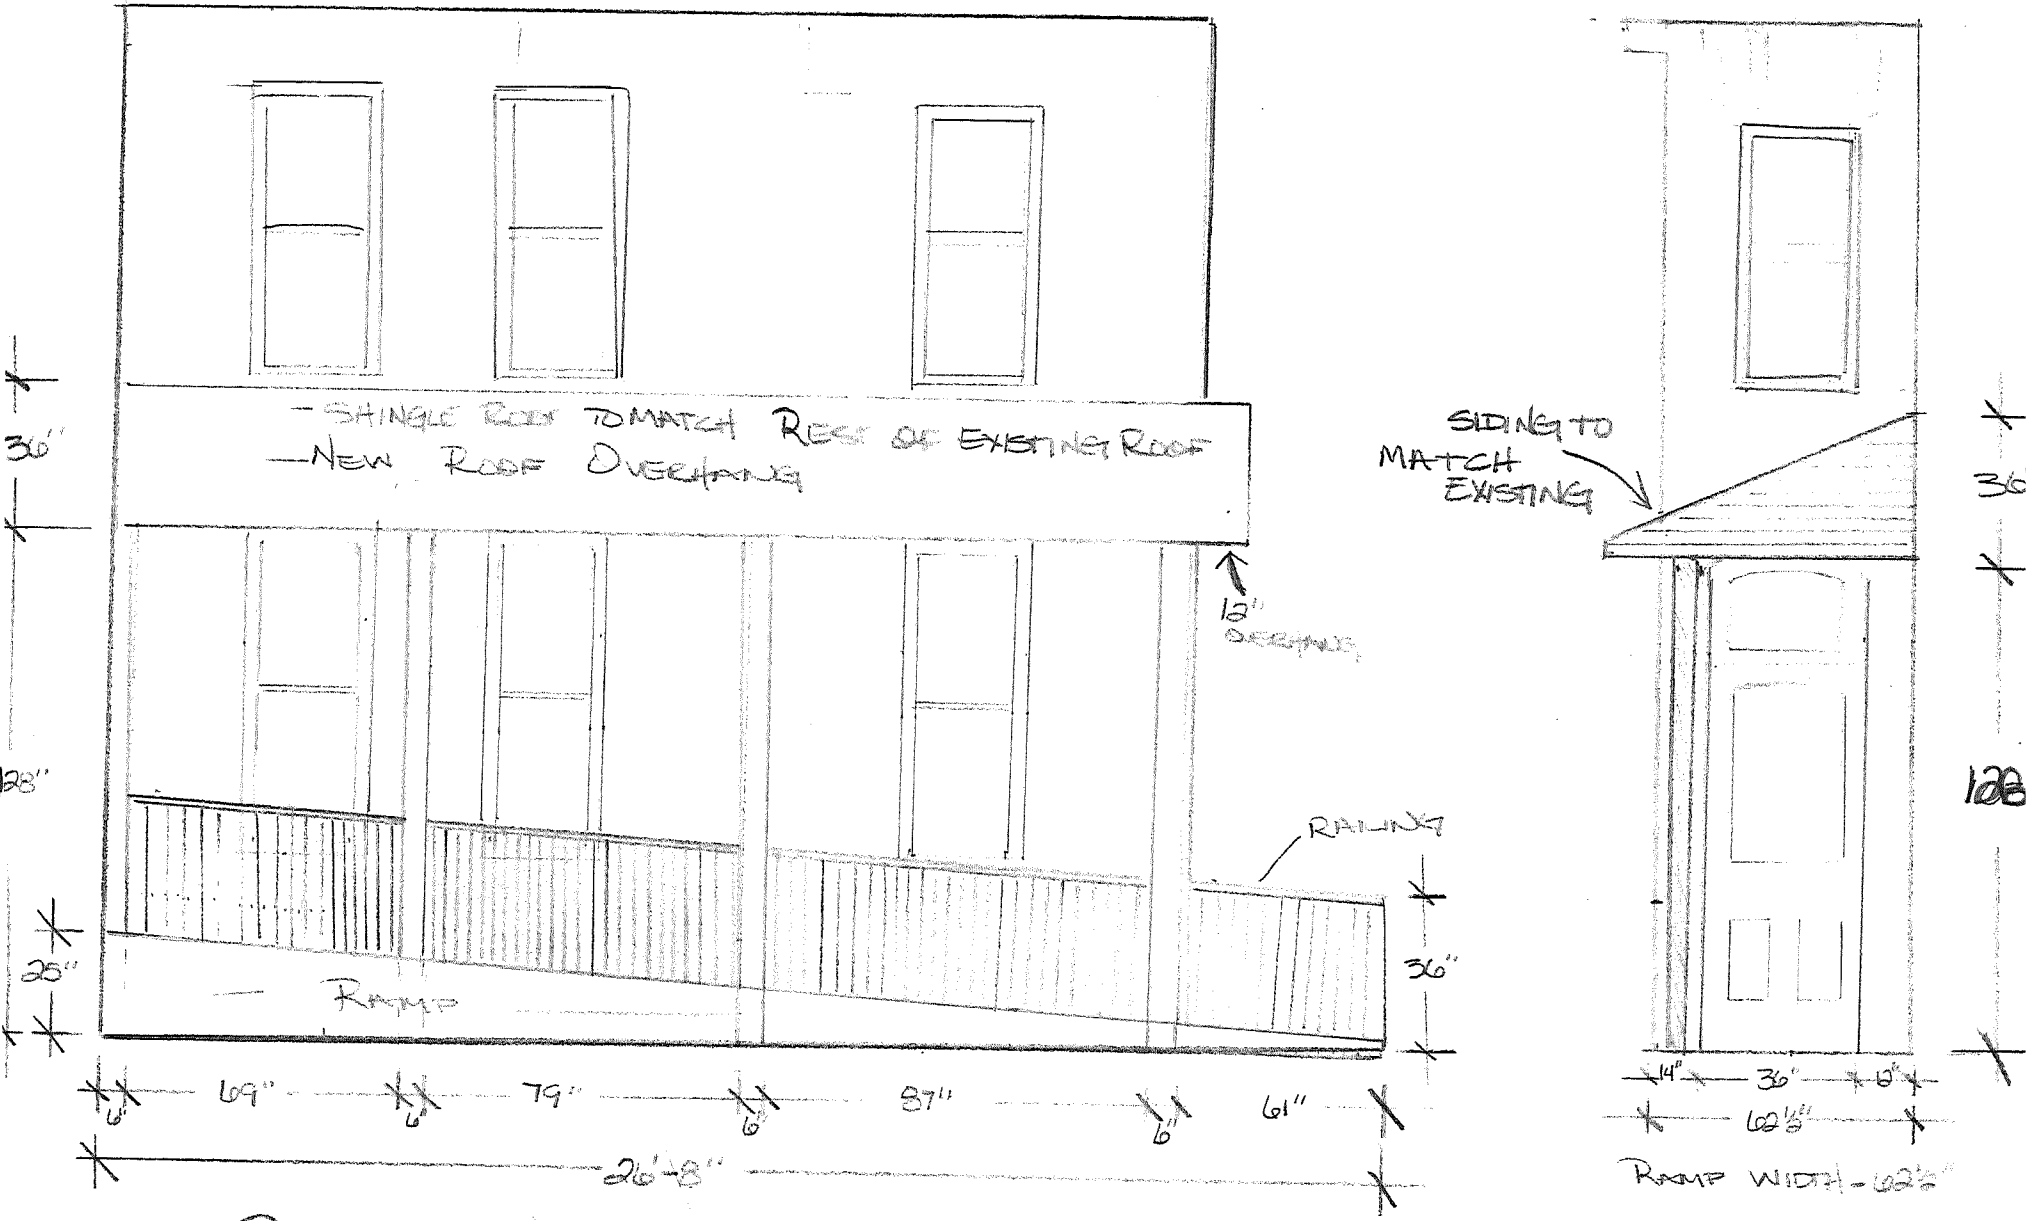 - SHINGLE ROOF TO MATCH REST OF EXISTING ROOF
- NEW ROOF OVERHANG
36"
128"
25"
12"
OVERHANG
RAILING
36"
- RAMP
6"
69"
6"
79"
6"
87"
6"
61"
26'-8"
SIDING TO
MATCH
EXISTING
36
128
14"
36"
12"
62½"
RAMP WIDTH - 62½"